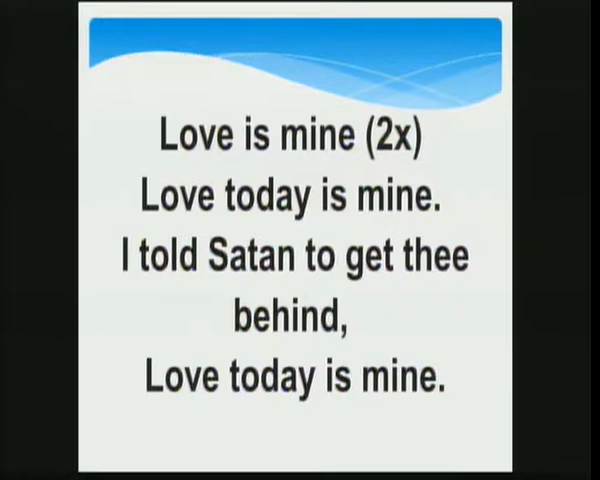 Love is mine (2x)
Love today is mine.
I told Satan to get thee
behind,
Love today is mine.